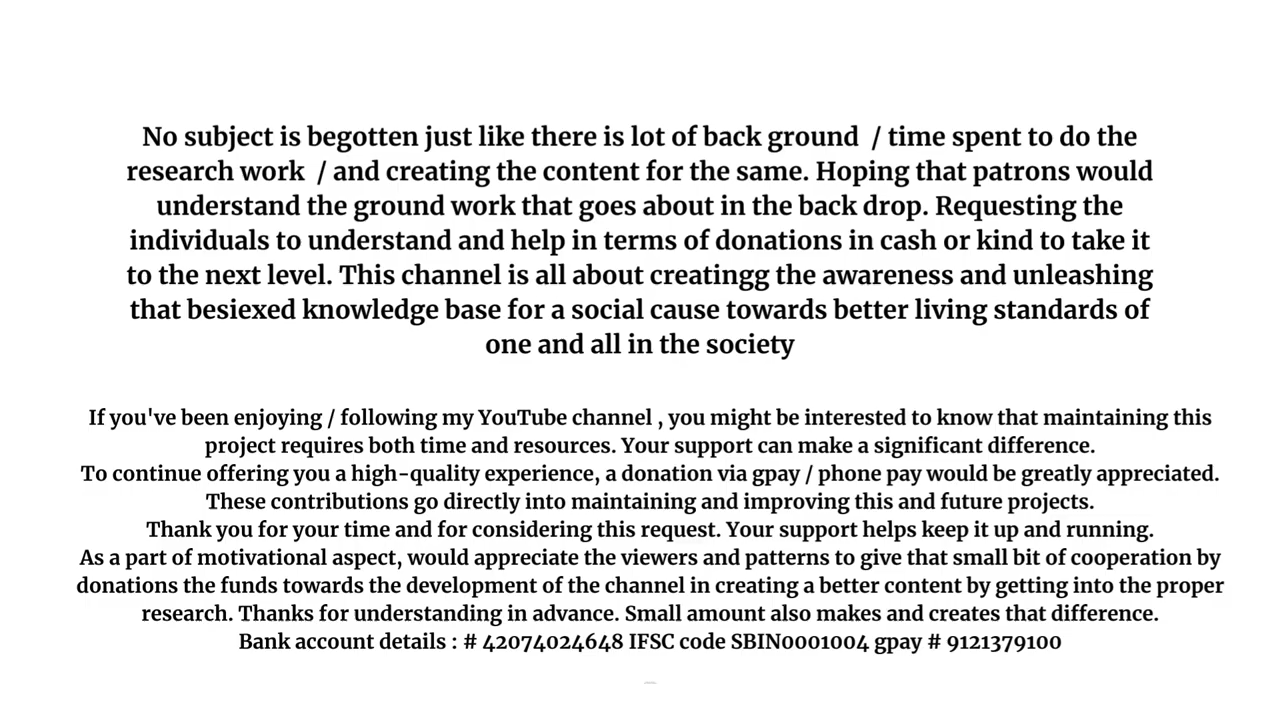 No subject is begotten just like there is lot of back ground / time spent to do the
research work / and creating the content for the same. Hoping that patrons would
understand the ground work that goes about in the back drop. Requesting the
individuals to understand and help in terms of donations in cash or kind to take it
to the next level. This channel is all about creatingg the awareness and unleashing
that besiexed knowledge base for a social cause towards better living standards of
one and all in the society
If you've been enjoying / following my YouTube channel , you might be interested to know that maintaining this
project requires both time and resources. Your support can make a significant difference.
To continue offering you a high-quality experience, a donation via gpay / phone pay would be greatly appreciated.
These contributions go directly into maintaining and improving this and future projects.
Thank you for your time and for considering this request. Your support helps keep it up and running.
As a part of motivational aspect, would appreciate the viewers and patterns to give that small bit of cooperation by
donations the funds towards the development of the channel in creating a better content by getting into the proper
research. Thanks for understanding in advance. Small amount also makes and creates that difference.
Bank account details : # 42074024648 IFSC code SBIN0001004 gpay # 9121379100